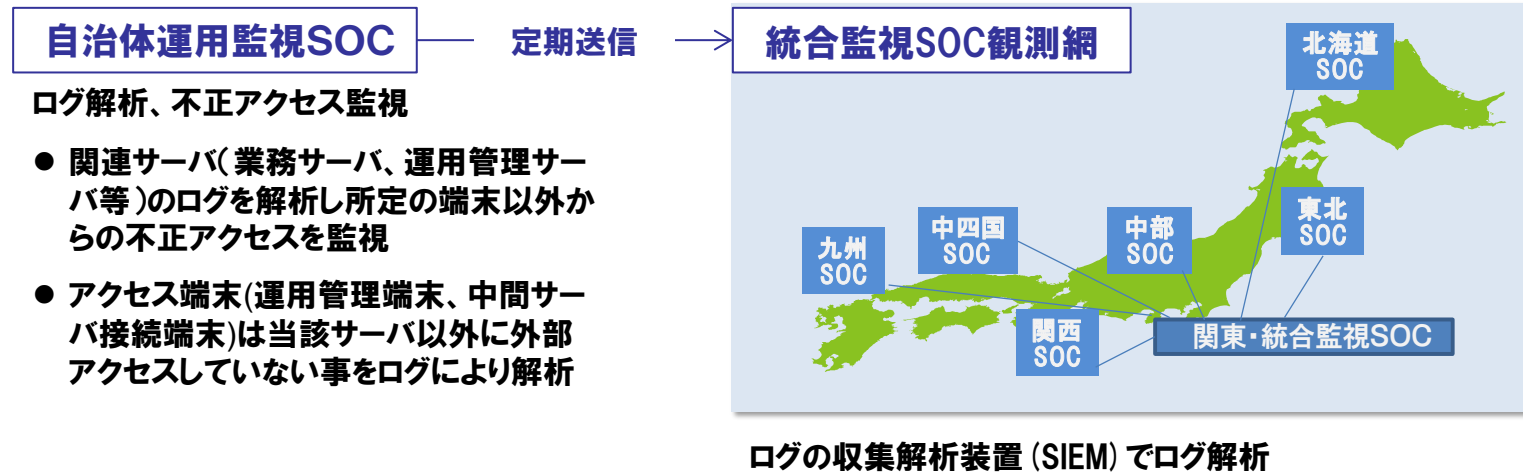 自治体運用監視SOC
定期送信
統合監視SOC観測網
ログ解析、不正アクセス監視
● 関連サーバ(業務サーバ、運用管理サー
バ等)のログを解析し所定の端末以外か
らの不正アクセスを監視
● アクセス端末(運用管理端末、中間サー
バ接続端末)は当該サーバ以外に外部
アクセスしていない事をログにより解析
北海道
SOC
東北
SOC
中部
SOC
中四国
SOC
九州
SOC
関西
SOC
関東・統合監視SOC
ログの収集解析装置(SIEM)でログ解析